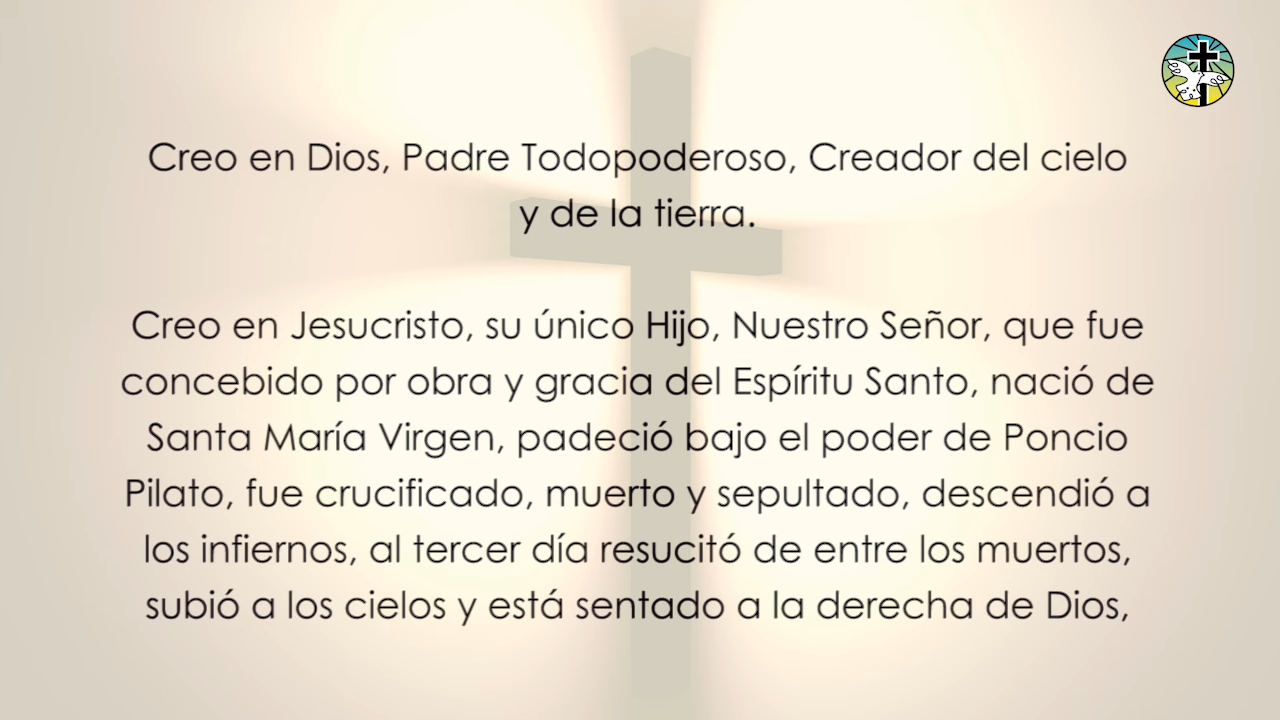 Creo en Dios, Padre Todopoderoso, Creador del cielo
y de la tierra.
Creo en Jesucristo, su único Hijo, Nuestro Señor, que fue
concebido por obra y gracia del Espíritu Santo, nació de
Santa María Virgen, padeció bajo el poder de Poncio
Pilato, fue crucificado, muerto y sepultado, descendió a
los infiernos, al tercer día resucitó de entre los muertos,
subió a los cielos y está sentado a la derecha de Dios,